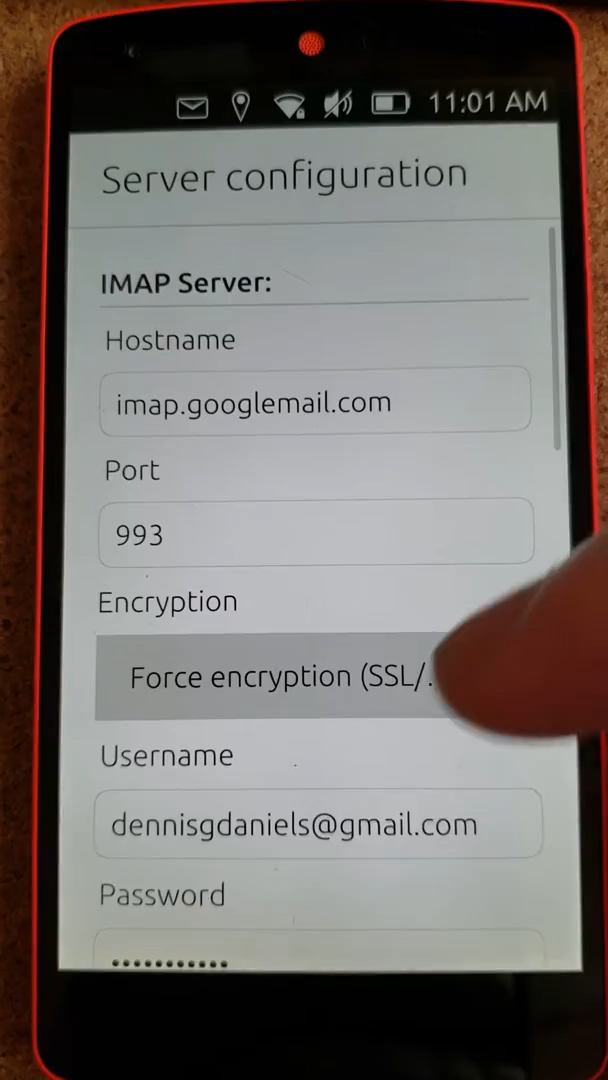 11:01 AM
Server configuration
IMAP Server:
Hostname
imap.googlemail.com
Port
993
Encryption
Force encryption (SSL/.
Username
dennisgdaniels@gmail.com
Password
•••••••••••